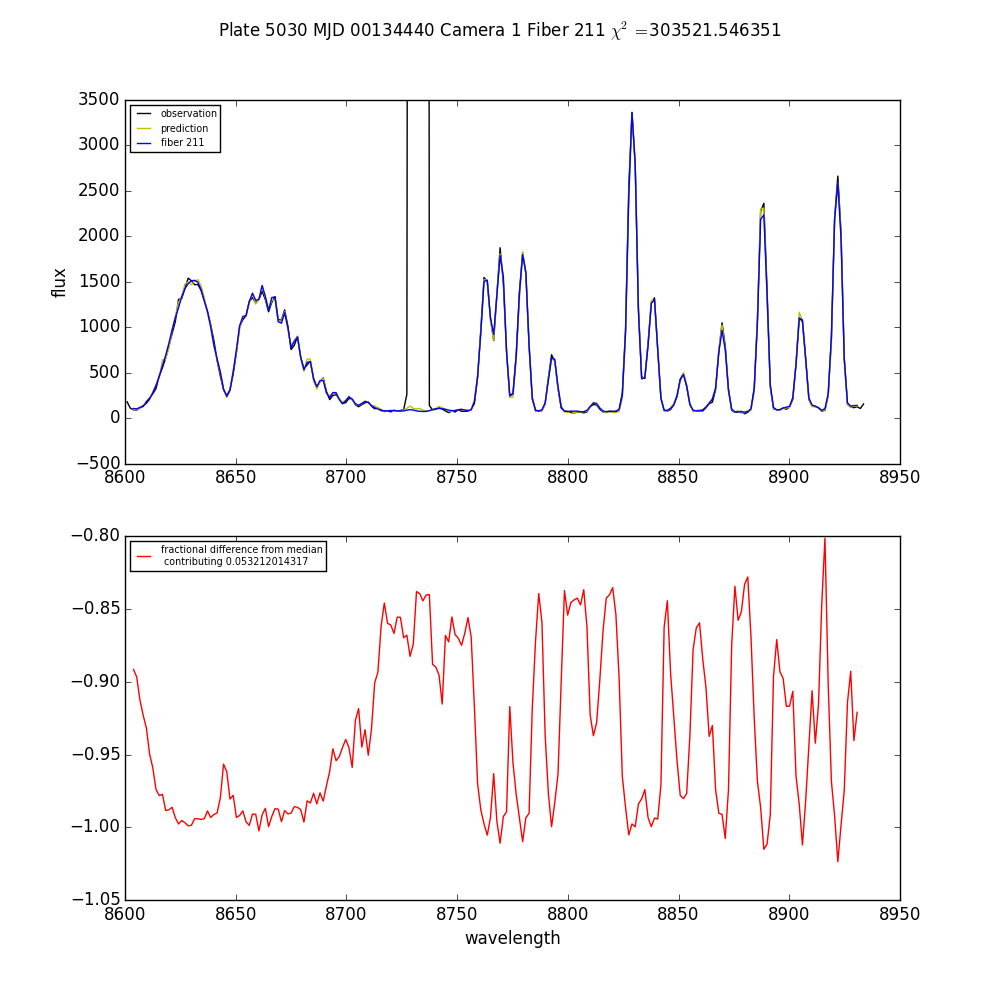 Plate 5030 MJD 00134440 Camera 1 Fiber 211 χ² =303521.546351
3500
3000
2500
2000
1500
1000
500
0
−500
flux
observation
prediction
fiber 211
8600 8650 8700 8750 8800 8850 8900 8950
−0.80
−0.85
−0.90
−0.95
−1.00
−1.05
fractional difference from median
contributing 0.053212014317
8600 8650 8700 8750 8800 8850 8900 8950
wavelength